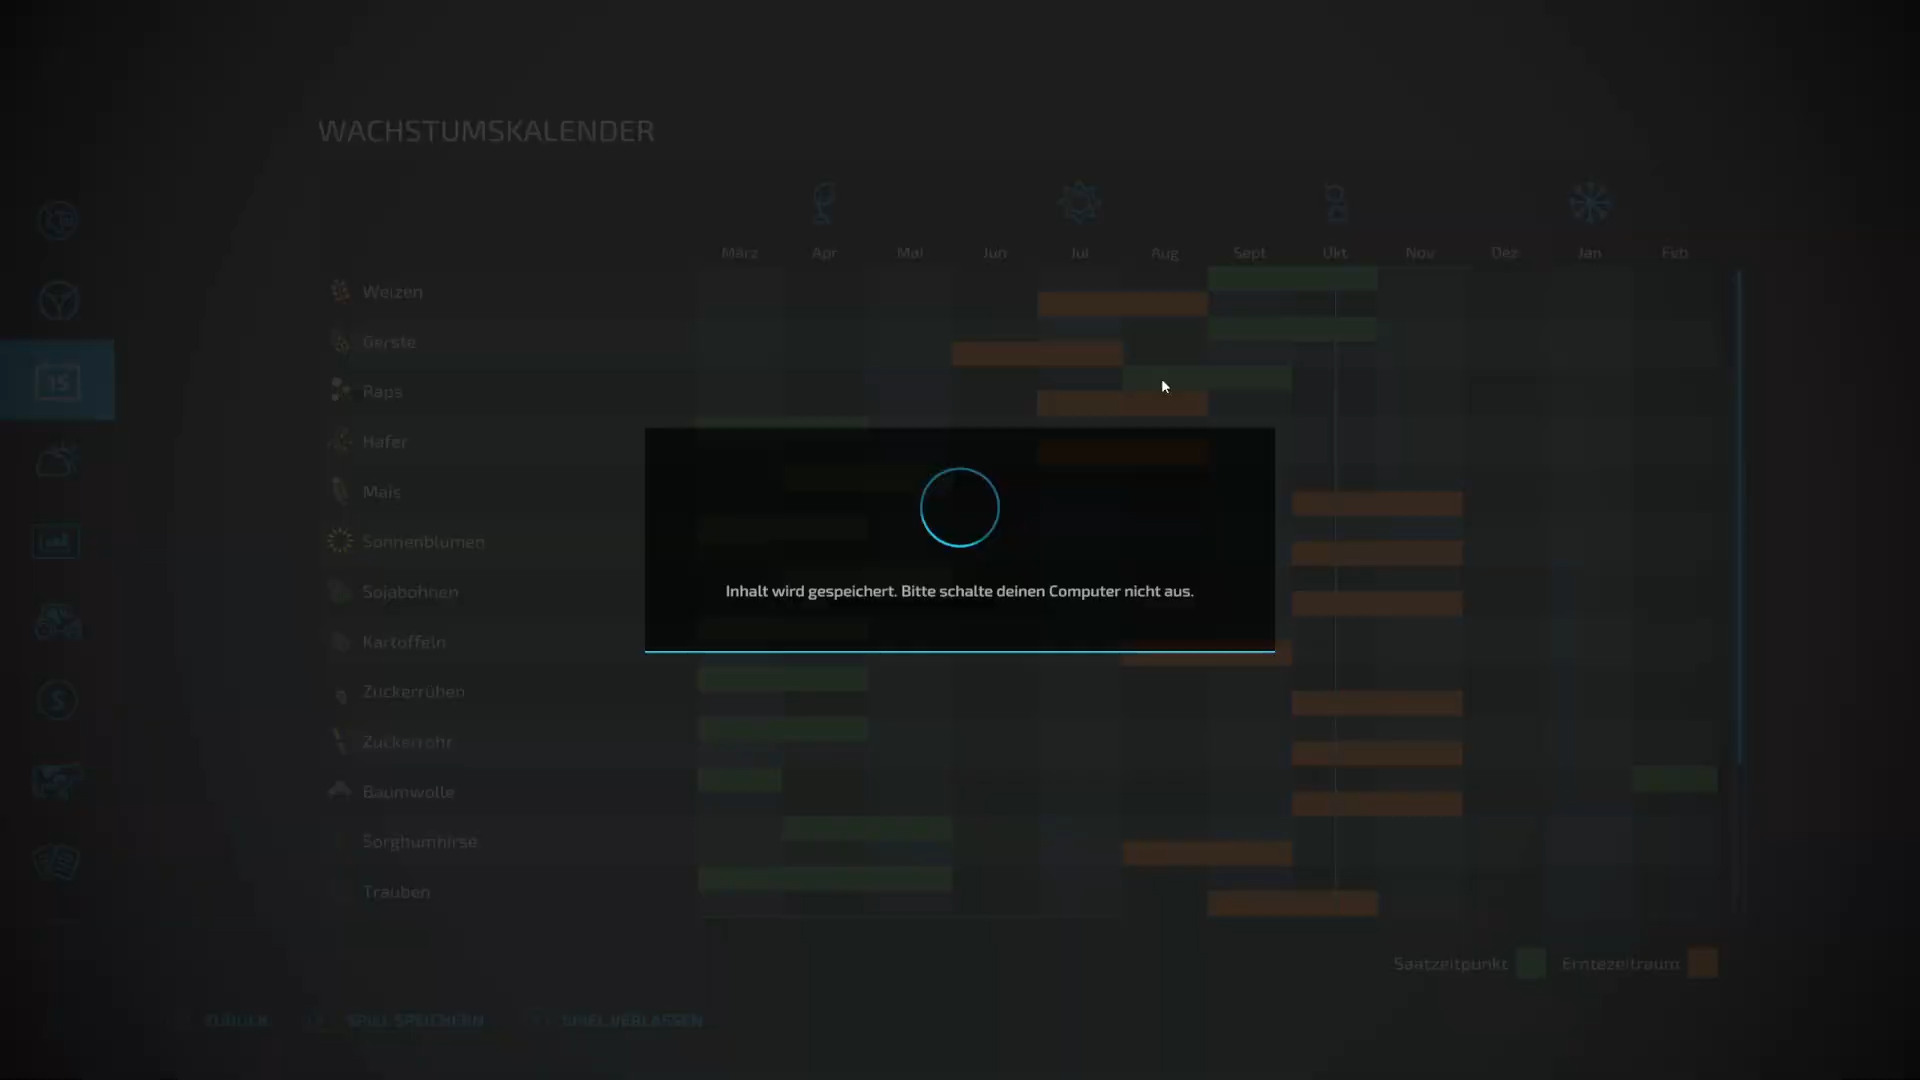 WACHSTUMSKALENDER
März Apr Mai Jun Jul Aug Sept Okt Nov Dez Jan Feb
Weizen
Gerste
15
Raps
Hafer
Mais
Sonnenblumen
Inhalt wird gespeichert. Bitte schalte deinen Computer nicht aus.
Sojabohnen
Kartoffeln
Zuckerrüben
$
Zuckerrohr
Baumwolle
Sorghumhirse
Trauben
Saatzeitpunkt Erntezeitraum
ZURÜCK SPIEL SPEICHERN SPIEL VERLASSEN